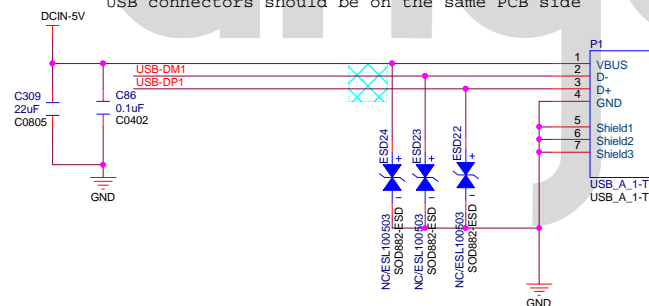 USB connectors should be on the same PCB side
DCIN-5V
P1
USB-DM1
USB-DP1
1
2
3
4
5
6
7
VBUS
D-
D+
GND
Shield1
Shield2
Shield3
C309
22uF
C0805
C86
0.1uF
C0402
ESD24
ESD23
ESD22
+
+
+
-
-
-
NC/ESL100503
SOD882-ESD
NC/ESL100503
SOD882-ESD
NC/ESL100503
SOD882-ESD
USB_A_1-T
USB_A_1-T
GND
GND